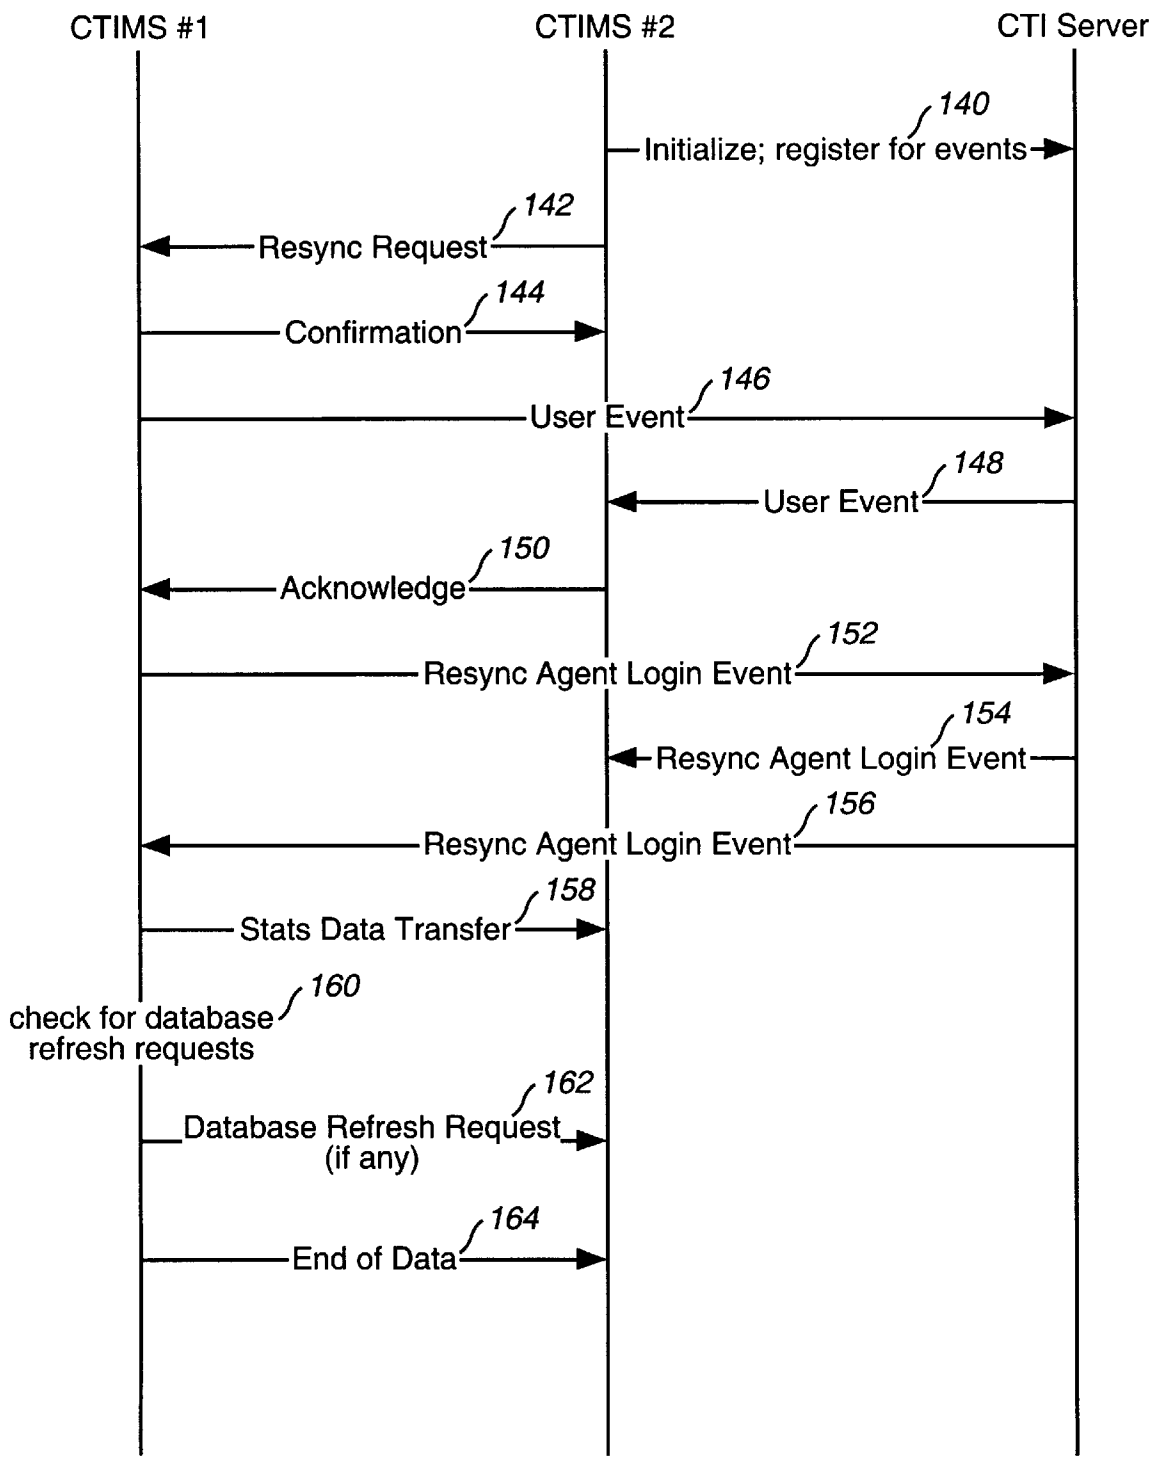 CTIMS #1 CTIMS #2 CTI Server
140
Initialize; register for events
142
Resync Request
144
Confirmation
146
User Event
148
User Event
150
Acknowledge
152
Resync Agent Login Event
154
Resync Agent Login Event
156
Resync Agent Login Event
158
Stats Data Transfer
160
check for database
refresh requests
162
Database Refresh Request
(if any)
164
End of Data